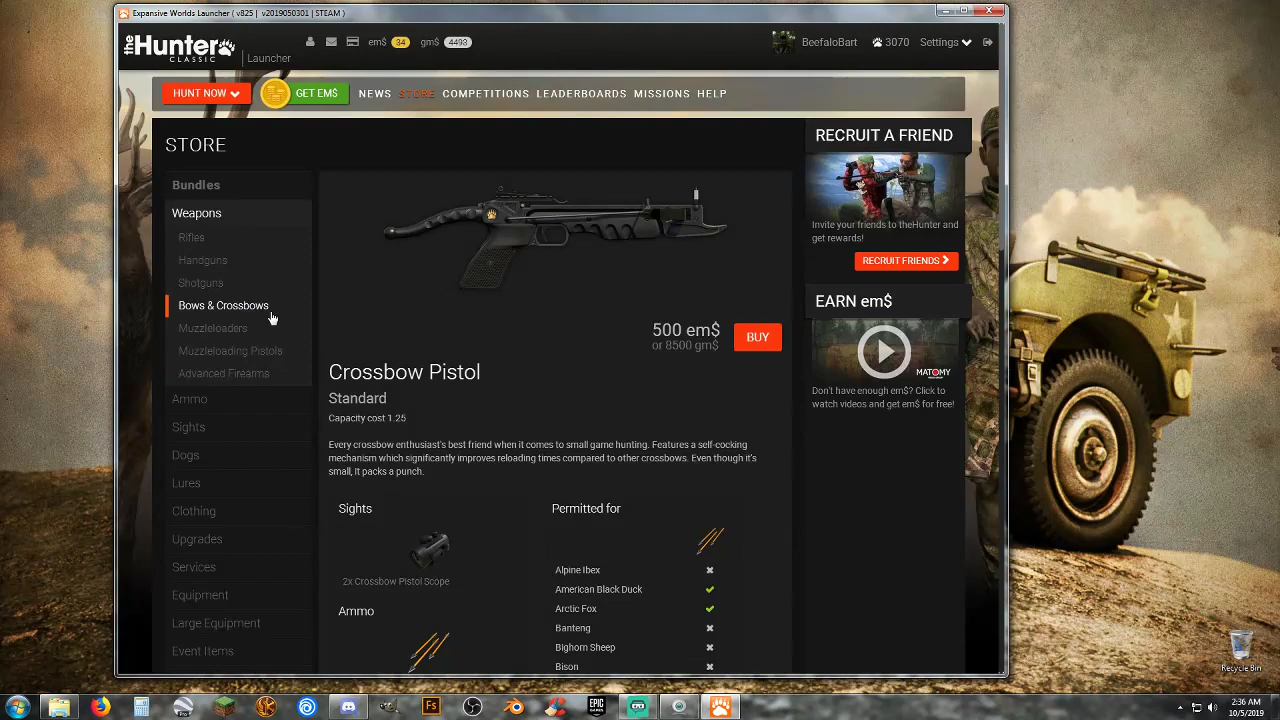 Expansive Worlds Launcher ( v825 | v2019050301 | STEAM )
theHunter
CLASSIC
Launcher
em$ 34 gm$ 4493
BeefaloBart 3070 Settings
HUNT NOW GET EM$ NEWS STORE COMPETITIONS LEADERBOARDS MISSIONS HELP
STORE
Bundles
Weapons
Rifles
Handguns
Shotguns
Bows & Crossbows
Muzzleloaders
Muzzleloading Pistols
Advanced Firearms
Ammo
Sights
Dogs
Lures
Clothing
Upgrades
Services
Equipment
Large Equipment
Event Items
500 em$
or 8500 gm$
BUY
Crossbow Pistol
Standard
Capacity cost 1.25
Every crossbow enthusiast's best friend when it comes to small game hunting. Features a self-cocking
mechanism which significantly improves reloading times compared to other crossbows. Even though it's
small, it packs a punch.
Sights
2x Crossbow Pistol Scope
Ammo
Permitted for
Alpine Ibex
American Black Duck
Arctic Fox
Banteng
Bighorn Sheep
Bison
RECRUIT A FRIEND
Invite your friends to theHunter and
get rewards!
RECRUIT FRIENDS
EARN em$
MATOMY
Don't have enough em$? Click to
watch videos and get em$ for free!
Recycle Bin
Fs
EPIC
GAMES
2:36 AM
10/5/2019